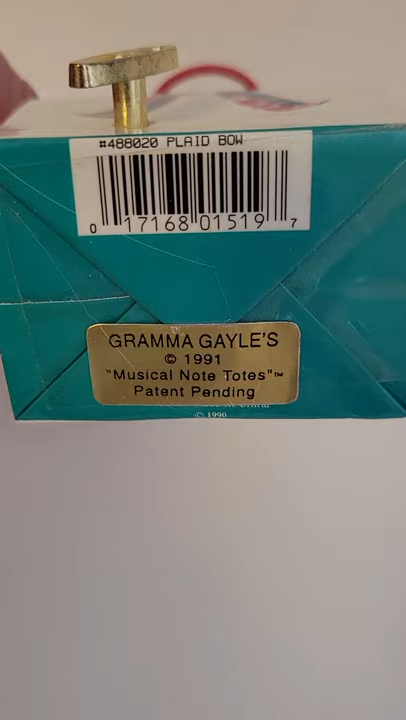 #488020 PLAID BOW
0 17168 01519 7
GRAMMA GAYLE'S
© 1991
"Musical Note Totes"™
Patent Pending
© 1990